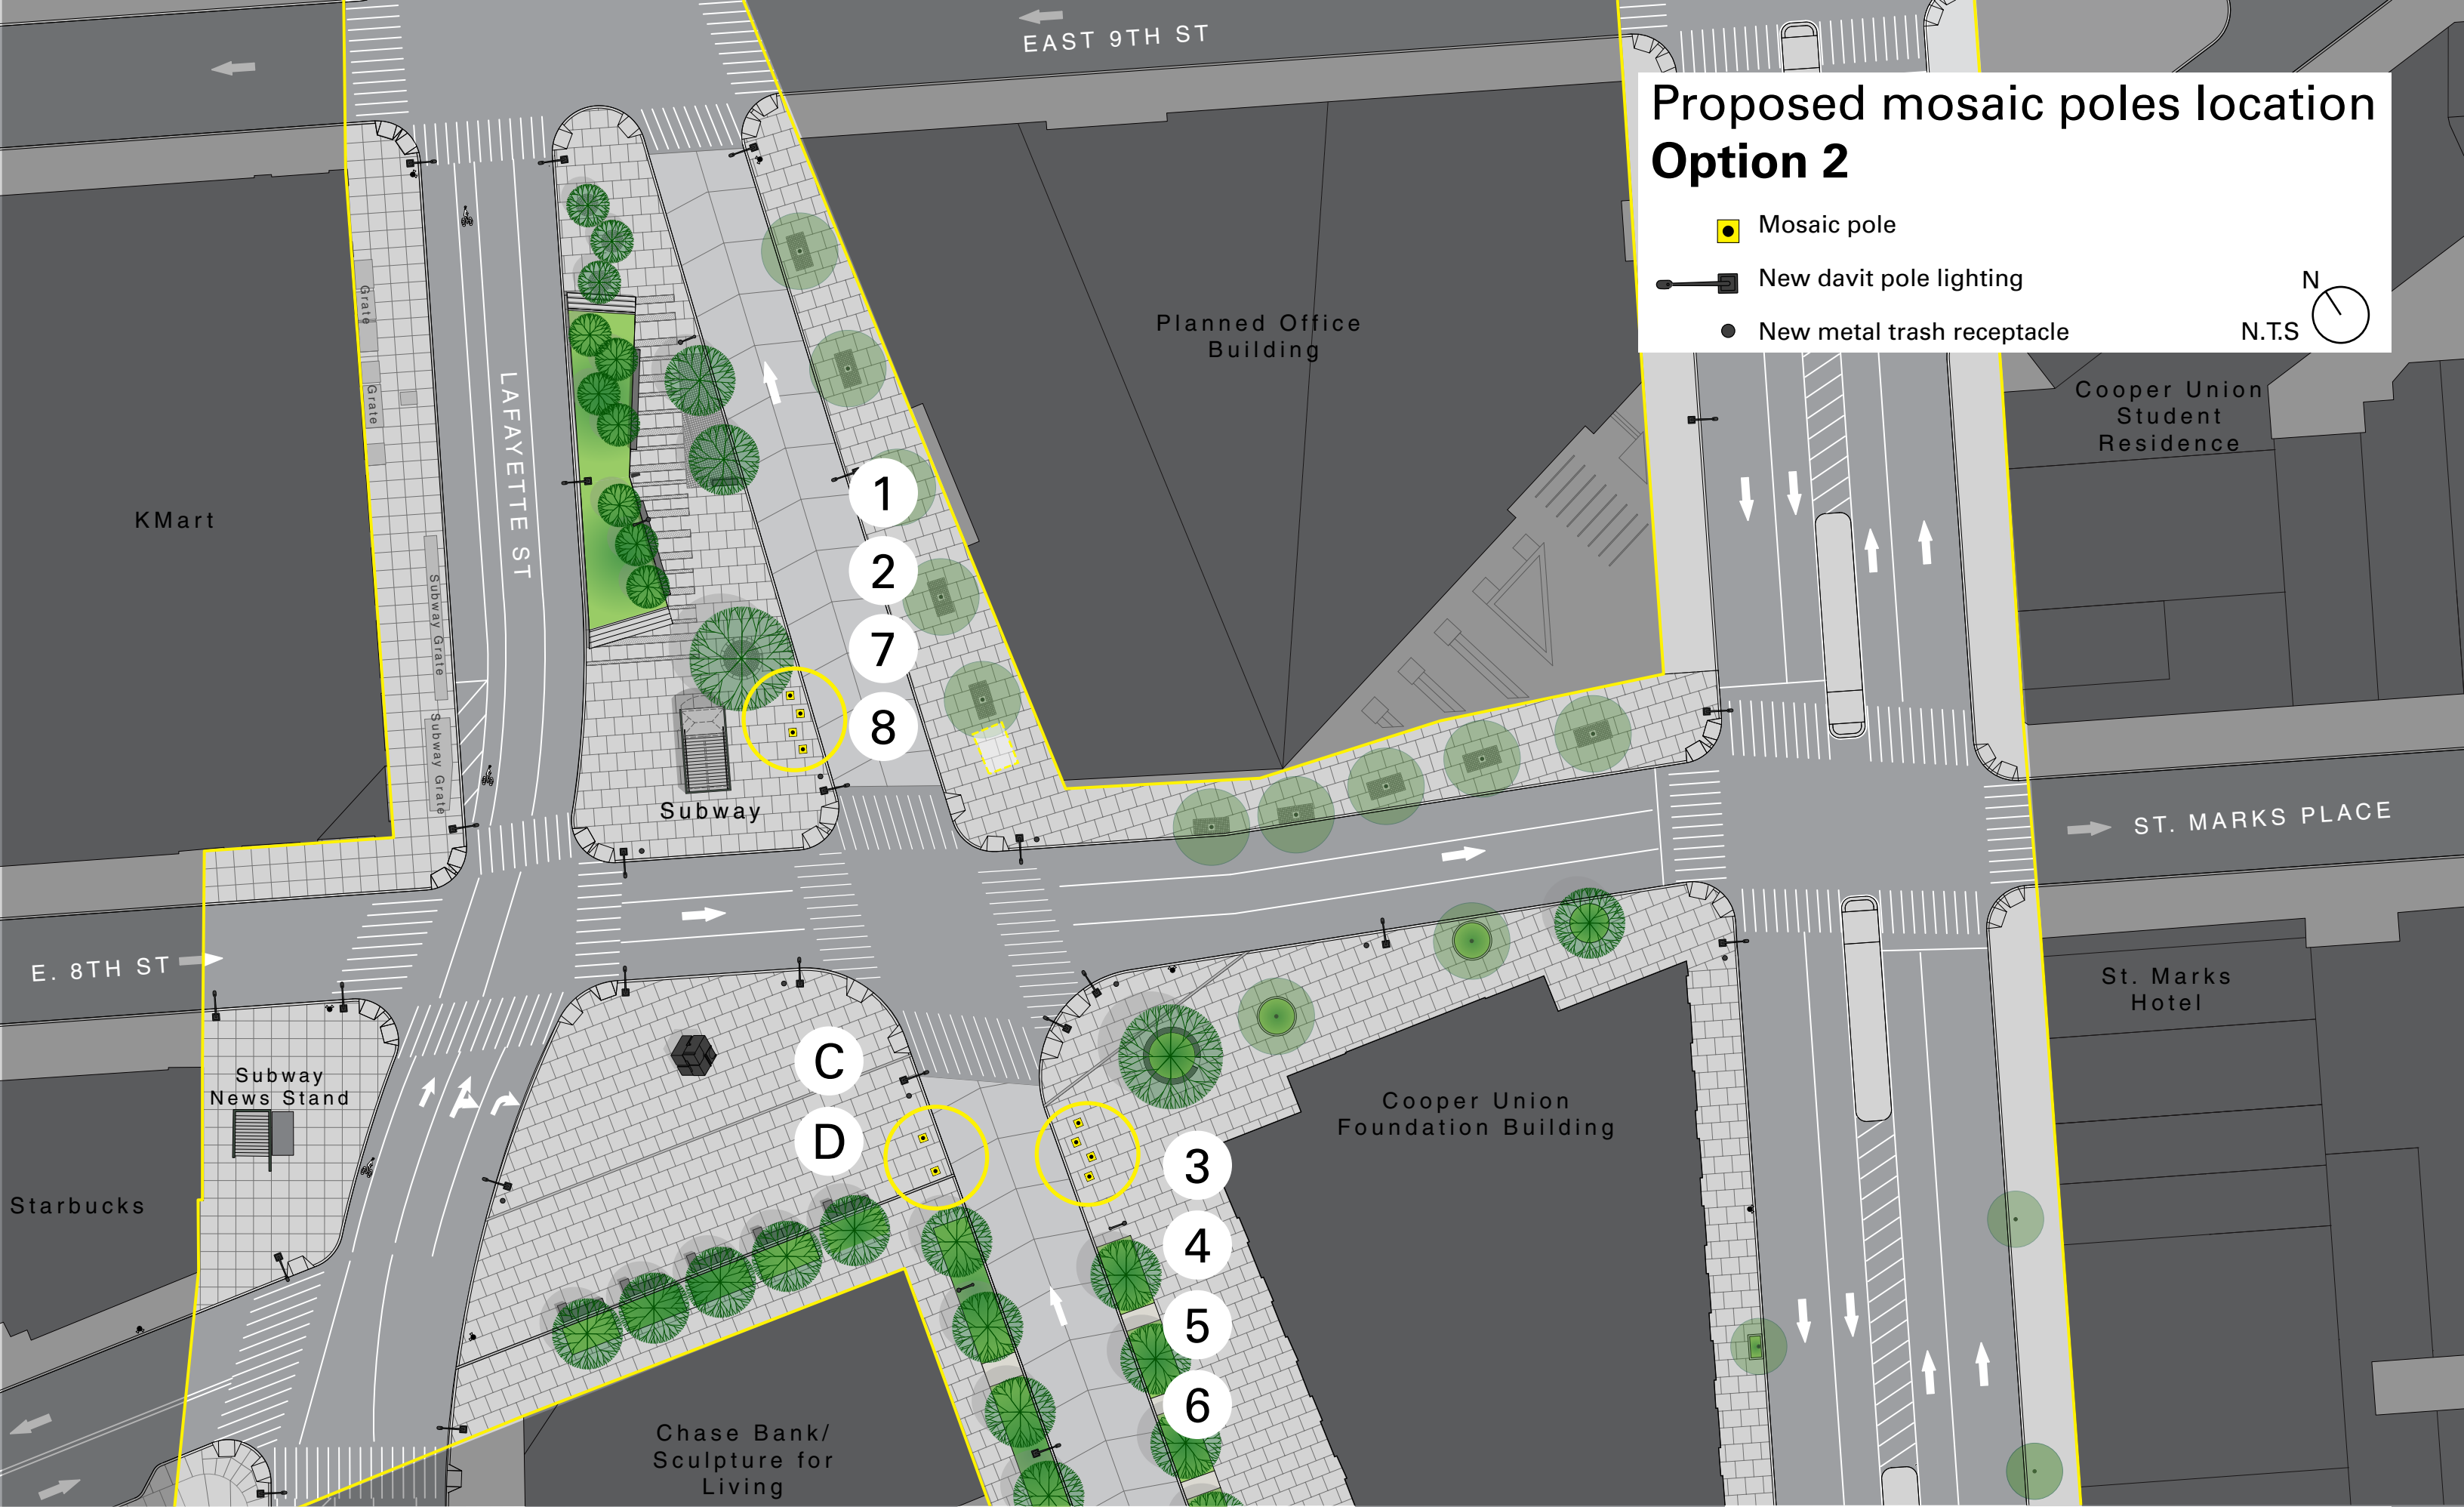 EAST 9TH ST
Proposed mosaic poles location
Option 2
Mosaic pole
New davit pole lighting
New metal trash receptacle
N
N.T.S
Grate
Grate
LAFAYETTE ST
KMart
Subway Grate
Subway Grate
Planned Office
Building
Cooper Union
Student
Residence
1
2
7
8
Subway
ST. MARKS PLACE
E. 8TH ST
St. Marks
Hotel
Subway
News Stand
Starbucks
C
D
Cooper Union
Foundation Building
3
4
5
6
Chase Bank/
Sculpture for
Living